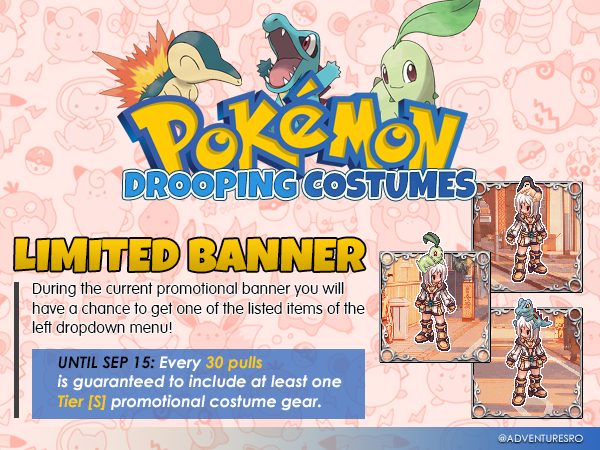 POKéMON
DROOPING COSTUMES
LIMITED BANNER
During the current promotional banner you will
have a chance to get one of the listed items of the
left dropdown menu!
UNTIL SEP 15: Every 30 pulls
is guaranteed to include at least one
Tier [S] promotional costume gear.
@ADVENTURESRO